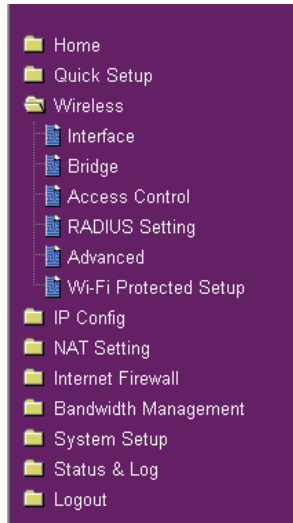 Home
Quick Setup
Wireless
Interface
Bridge
Access Control
RADIUS Setting
Advanced
Wi-Fi Protected Setup
IP Config
NAT Setting
Internet Firewall
Bandwidth Management
System Setup
Status & Log
Logout